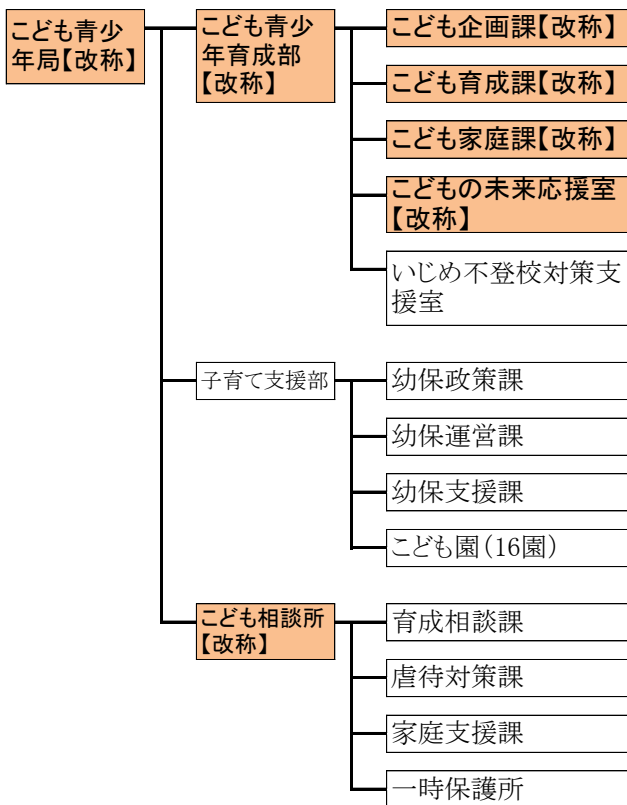 こども青少
年局【改称】
こども青少
年育成部
【改称】
こども企画課【改称】
こども育成課【改称】
こども家庭課【改称】
こどもの未来応援室
【改称】
いじめ不登校対策支
援室
子育て支援部
幼保政策課
幼保運営課
幼保支援課
こども園(16園)
こども相談所
【改称】
育成相談課
虐待対策課
家庭支援課
一時保護所